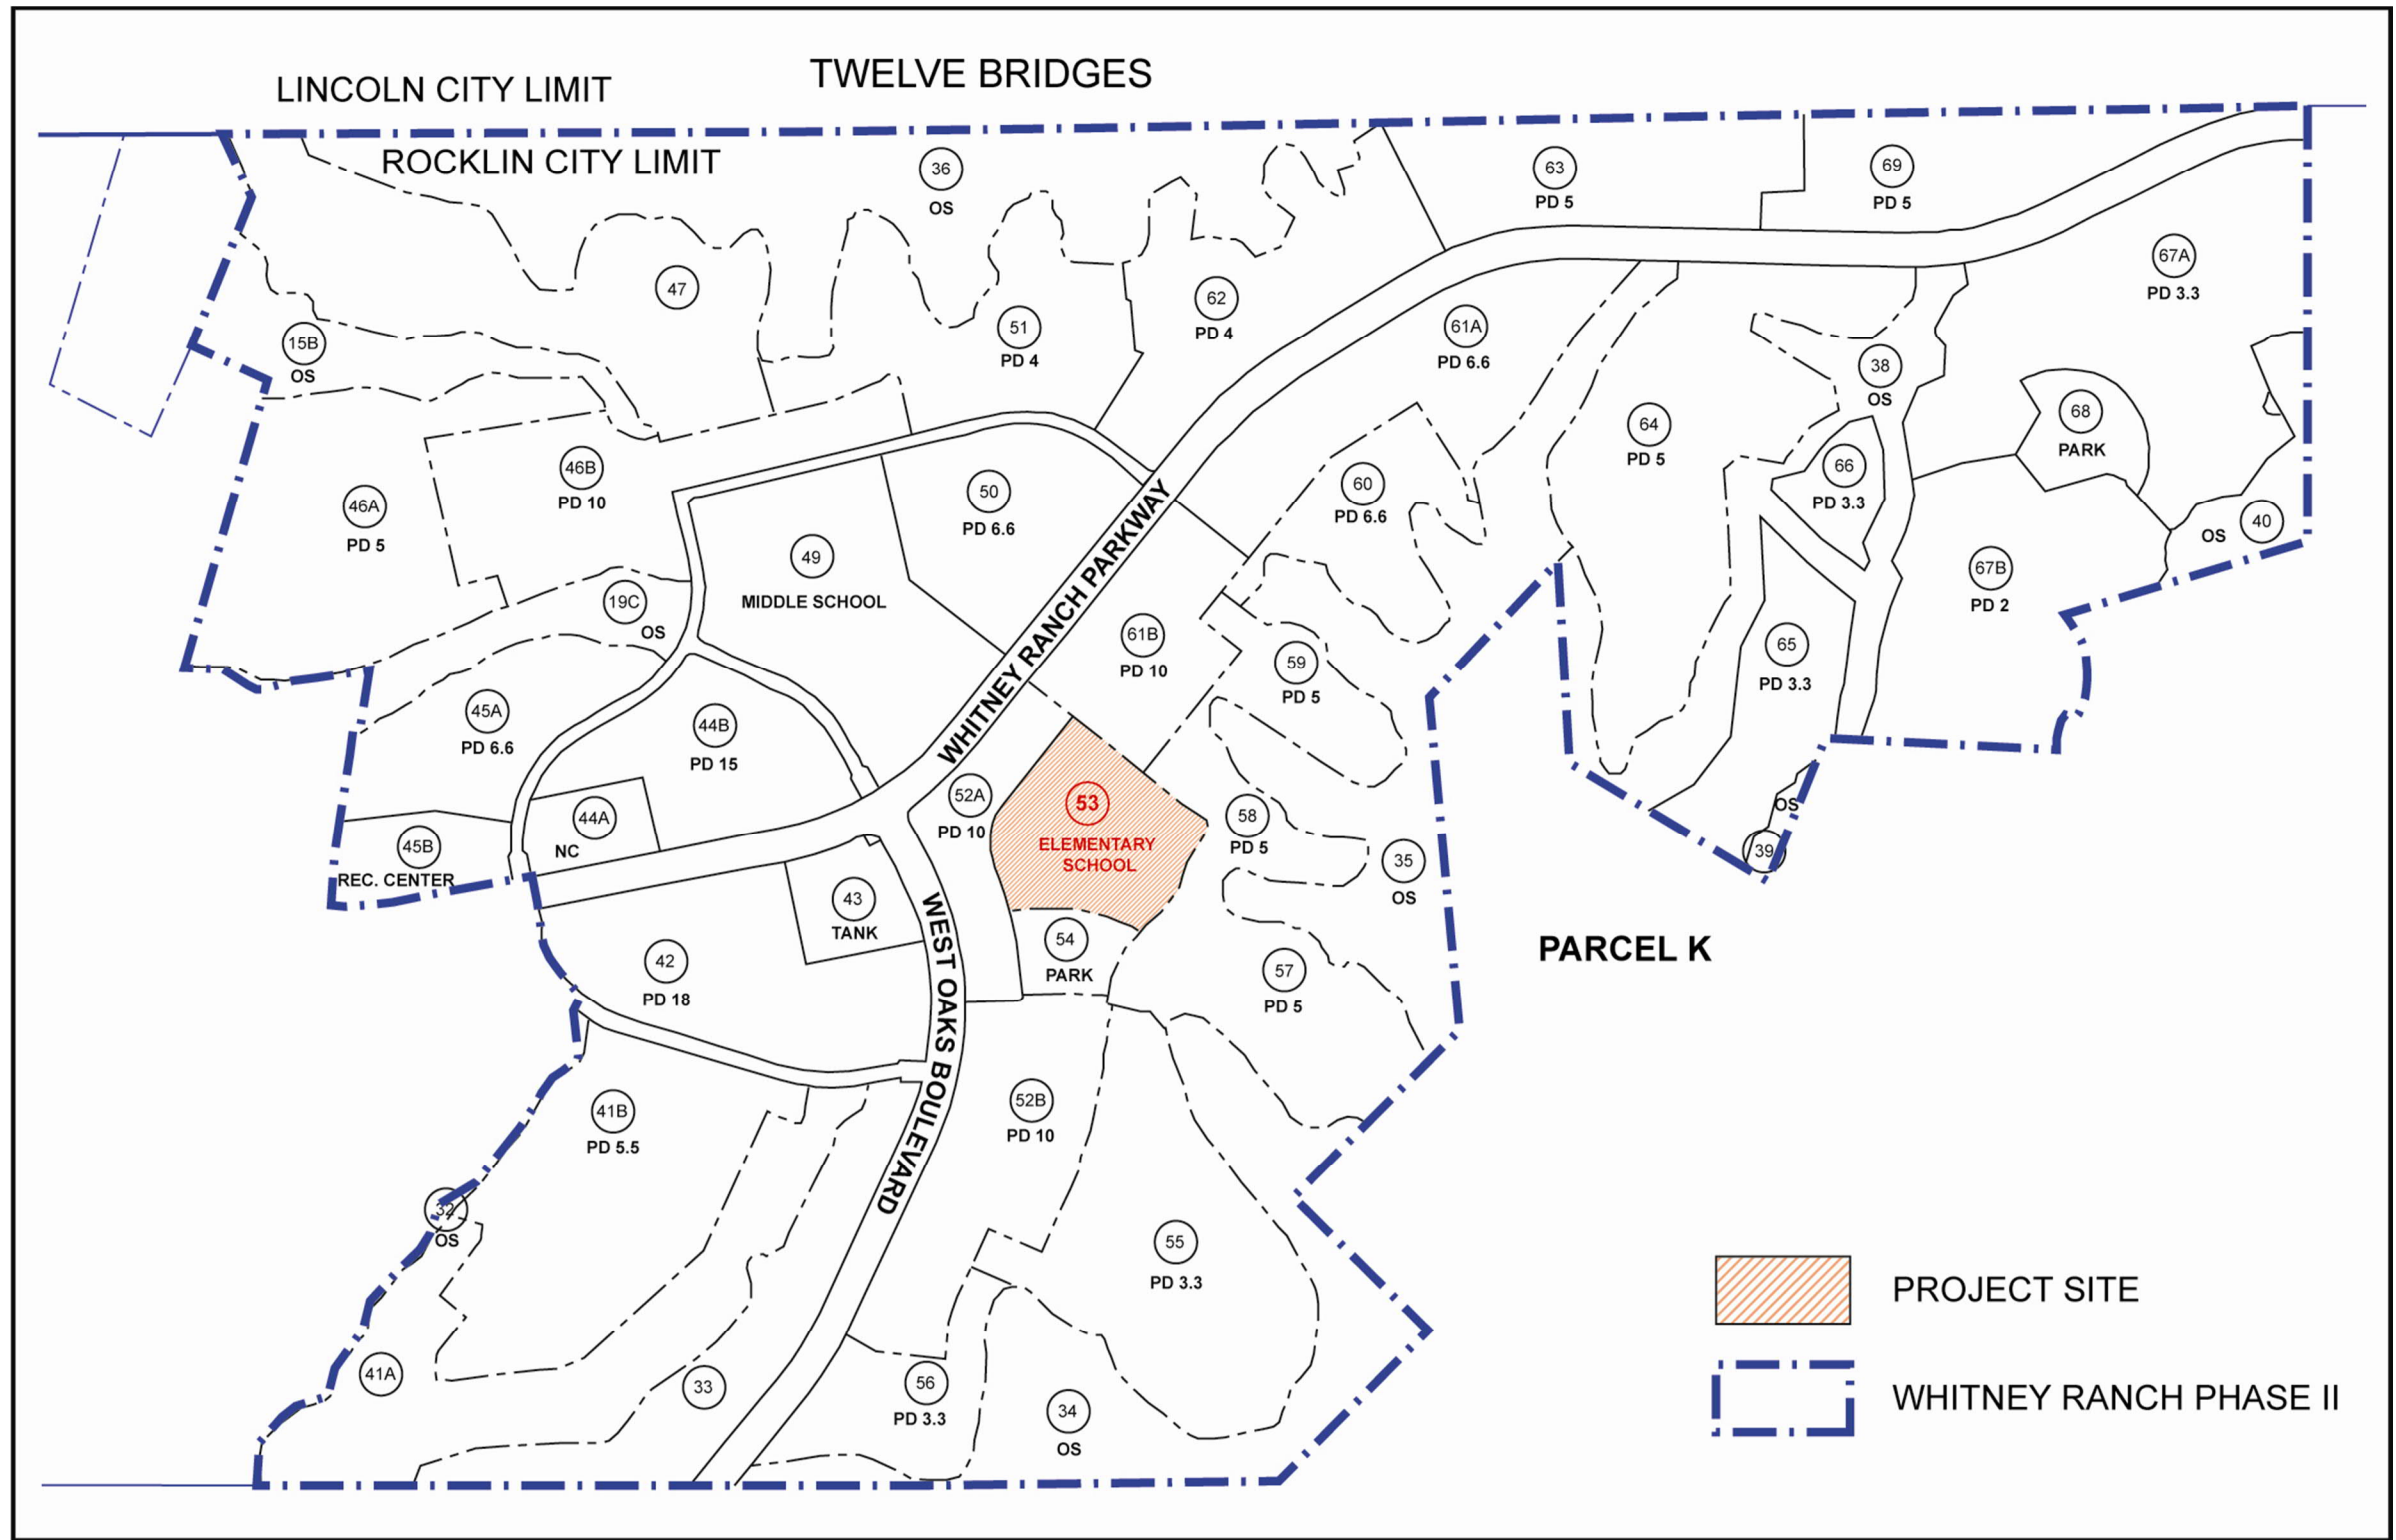 TWELVE BRIDGES
LINCOLN CITY LIMIT
ROCKLIN CITY LIMIT
36
OS
63
PD 5
69
PD 5
67A
PD 3.3
47
15B
OS
51
PD 4
62
PD 4
61A
PD 6.6
38
OS
64
PD 5
68
PARK
66
PD 3.3
46A
PD 5
46B
PD 10
50
PD 6.6
60
PD 6.6
40
OS
49
MIDDLE SCHOOL
67B
PD 2
19C
OS
WHITNEY RANCH PARKWAY
61B
PD 10
59
PD 5
65
PD 3.3
45A
PD 6.6
44B
PD 15
52A
PD 10
53
ELEMENTARY
SCHOOL
58
PD 5
OS
39
44A
NC
45B
REC. CENTER
35
OS
43
TANK
WEST OAKS BOULEVARD
54
PARK
PARCEL K
42
PD 18
57
PD 5
41B
PD 5.5
52B
PD 10
32
OS
55
PD 3.3
41A
33
56
PD 3.3
34
OS
PROJECT SITE
WHITNEY RANCH PHASE II